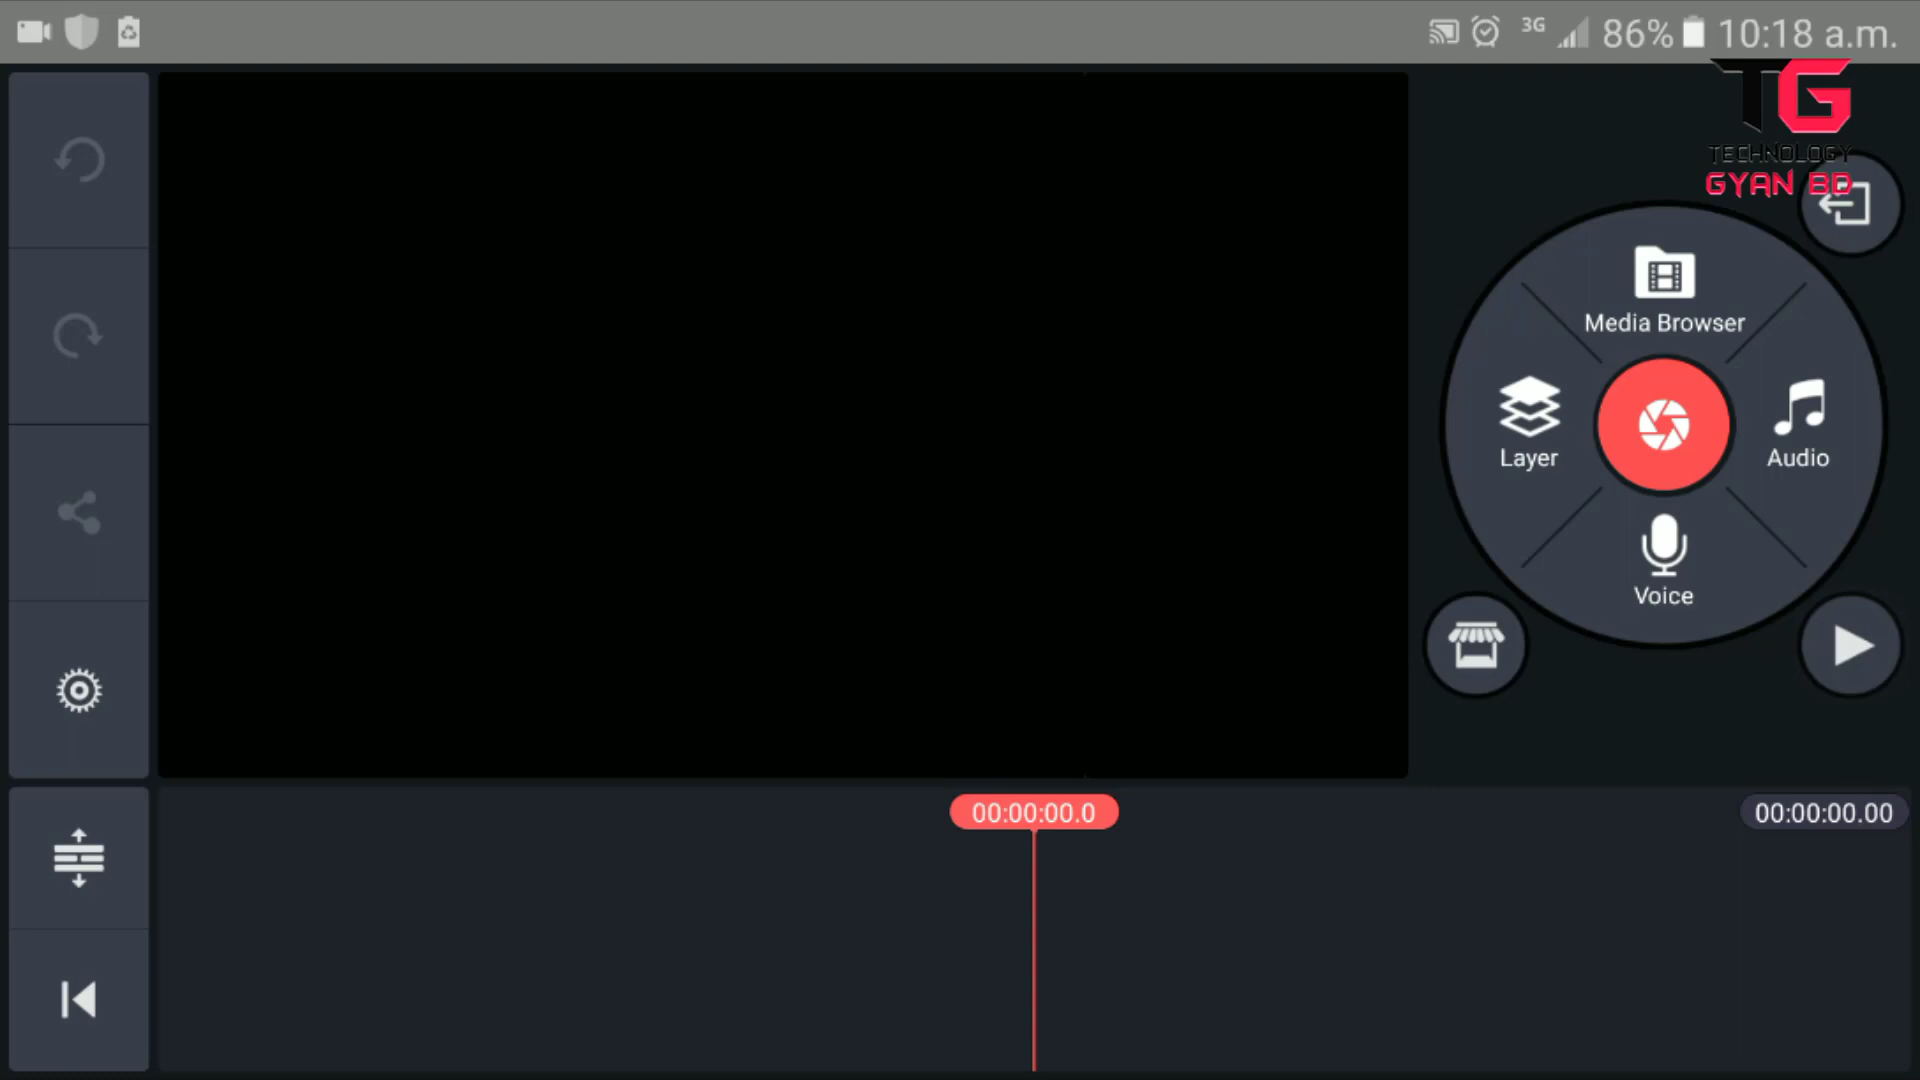 3G 86% 10:18 a.m.
TG
TECHNOLOGY
GYAN BD
Media Browser
Layer
Audio
Voice
00:00:00.0
00:00:00.00